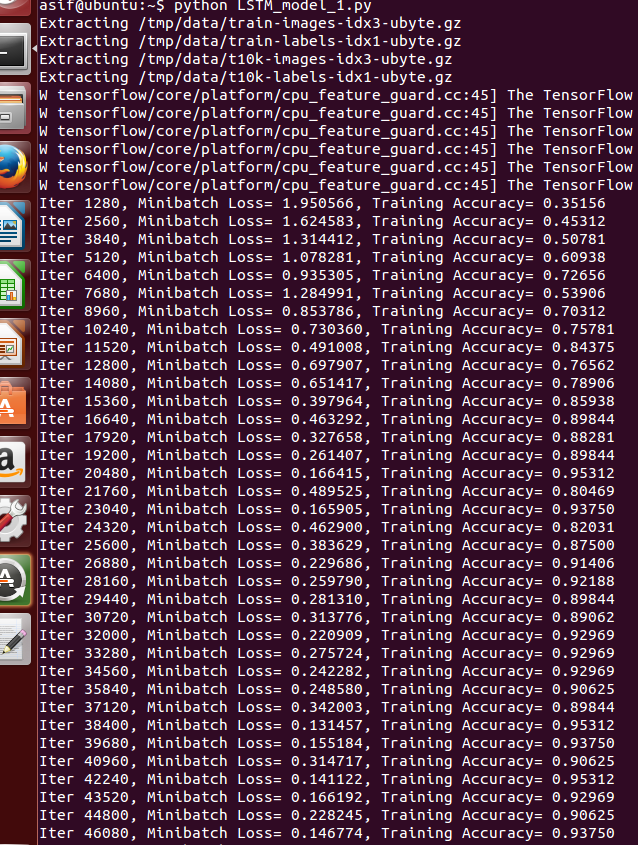 asif@ubuntu:~$ python LSTM_model_1.py
Extracting /tmp/data/train-images-idx3-ubyte.gz
Extracting /tmp/data/train-labels-idx1-ubyte.gz
Extracting /tmp/data/t10k-images-idx3-ubyte.gz
Extracting /tmp/data/t10k-labels-idx1-ubyte.gz
W tensorflow/core/platform/cpu_feature_guard.cc:45] The TensorFlow
W tensorflow/core/platform/cpu_feature_guard.cc:45] The TensorFlow
W tensorflow/core/platform/cpu_feature_guard.cc:45] The TensorFlow
W tensorflow/core/platform/cpu_feature_guard.cc:45] The TensorFlow
W tensorflow/core/platform/cpu_feature_guard.cc:45] The TensorFlow
W tensorflow/core/platform/cpu_feature_guard.cc:45] The TensorFlow
Iter 1280, Minibatch Loss= 1.950566, Training Accuracy= 0.35156
Iter 2560, Minibatch Loss= 1.624583, Training Accuracy= 0.45312
Iter 3840, Minibatch Loss= 1.314412, Training Accuracy= 0.50781
Iter 5120, Minibatch Loss= 1.078281, Training Accuracy= 0.60938
Iter 6400, Minibatch Loss= 0.935305, Training Accuracy= 0.72656
Iter 7680, Minibatch Loss= 1.284991, Training Accuracy= 0.53906
Iter 8960, Minibatch Loss= 0.853786, Training Accuracy= 0.70312
Iter 10240, Minibatch Loss= 0.730360, Training Accuracy= 0.75781
Iter 11520, Minibatch Loss= 0.491008, Training Accuracy= 0.84375
Iter 12800, Minibatch Loss= 0.697907, Training Accuracy= 0.76562
Iter 14080, Minibatch Loss= 0.651417, Training Accuracy= 0.78906
Iter 15360, Minibatch Loss= 0.397964, Training Accuracy= 0.85938
Iter 16640, Minibatch Loss= 0.463292, Training Accuracy= 0.89844
Iter 17920, Minibatch Loss= 0.327658, Training Accuracy= 0.88281
Iter 19200, Minibatch Loss= 0.261407, Training Accuracy= 0.89844
Iter 20480, Minibatch Loss= 0.166415, Training Accuracy= 0.95312
Iter 21760, Minibatch Loss= 0.489525, Training Accuracy= 0.80469
Iter 23040, Minibatch Loss= 0.165905, Training Accuracy= 0.93750
Iter 24320, Minibatch Loss= 0.462900, Training Accuracy= 0.82031
Iter 25600, Minibatch Loss= 0.383629, Training Accuracy= 0.87500
Iter 26880, Minibatch Loss= 0.229686, Training Accuracy= 0.91406
Iter 28160, Minibatch Loss= 0.259790, Training Accuracy= 0.92188
Iter 29440, Minibatch Loss= 0.281310, Training Accuracy= 0.89844
Iter 30720, Minibatch Loss= 0.313776, Training Accuracy= 0.89062
Iter 32000, Minibatch Loss= 0.220909, Training Accuracy= 0.92969
Iter 33280, Minibatch Loss= 0.275724, Training Accuracy= 0.92969
Iter 34560, Minibatch Loss= 0.242282, Training Accuracy= 0.92969
Iter 35840, Minibatch Loss= 0.248580, Training Accuracy= 0.90625
Iter 37120, Minibatch Loss= 0.342003, Training Accuracy= 0.89844
Iter 38400, Minibatch Loss= 0.131457, Training Accuracy= 0.95312
Iter 39680, Minibatch Loss= 0.155184, Training Accuracy= 0.93750
Iter 40960, Minibatch Loss= 0.314717, Training Accuracy= 0.90625
Iter 42240, Minibatch Loss= 0.141122, Training Accuracy= 0.95312
Iter 43520, Minibatch Loss= 0.166192, Training Accuracy= 0.92969
Iter 44800, Minibatch Loss= 0.228245, Training Accuracy= 0.90625
Iter 46080, Minibatch Loss= 0.146774, Training Accuracy= 0.93750